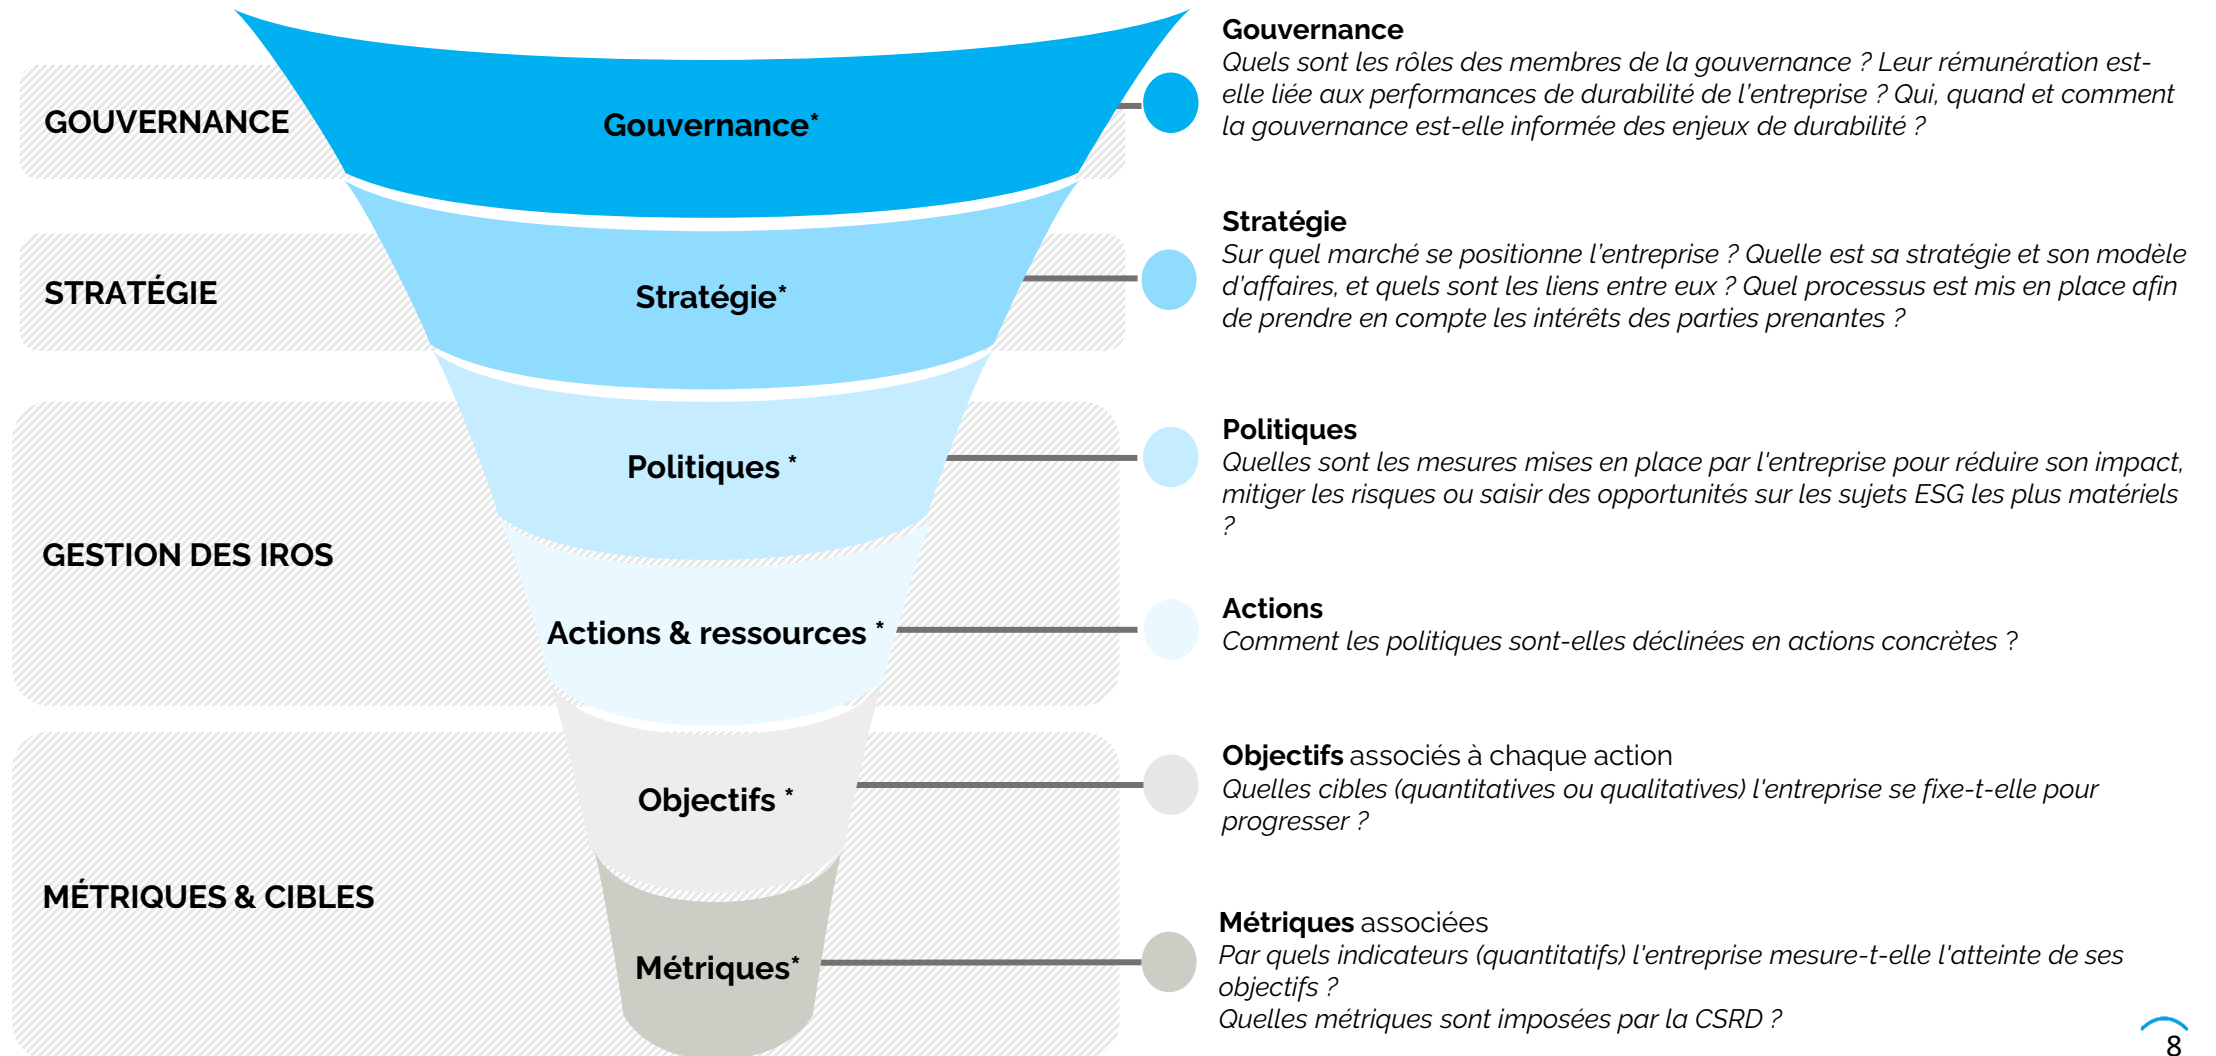 GOUVERNANCE
Gouvernance*
Gouvernance
Quels sont les rôles des membres de la gouvernance ? Leur rémunération est-
elle liée aux performances de durabilité de l'entreprise ? Qui, quand et comment
la gouvernance est-elle informée des enjeux de durabilité ?
STRATÉGIE
Stratégie*
Stratégie
Sur quel marché se positionne l'entreprise ? Quelle est sa stratégie et son modèle
d'affaires, et quels sont les liens entre eux ? Quel processus est mis en place afin
de prendre en compte les intérêts des parties prenantes ?
GESTION DES IROS
Politiques *
Politiques
Quelles sont les mesures mises en place par l'entreprise pour réduire son impact,
mitiger les risques ou saisir des opportunités sur les sujets ESG les plus matériels
?
Actions & ressources *
Actions
Comment les politiques sont-elles déclinées en actions concrètes ?
MÉTRIQUES & CIBLES
Objectifs *
Objectifs associés à chaque action
Quelles cibles (quantitatives ou qualitatives) l'entreprise se fixe-t-elle pour
progresser ?
Métriques*
Métriques associées
Par quels indicateurs (quantitatifs) l'entreprise mesure-t-elle l'atteinte de ses
objectifs ?
Quelles métriques sont imposées par la CSRD ?
8